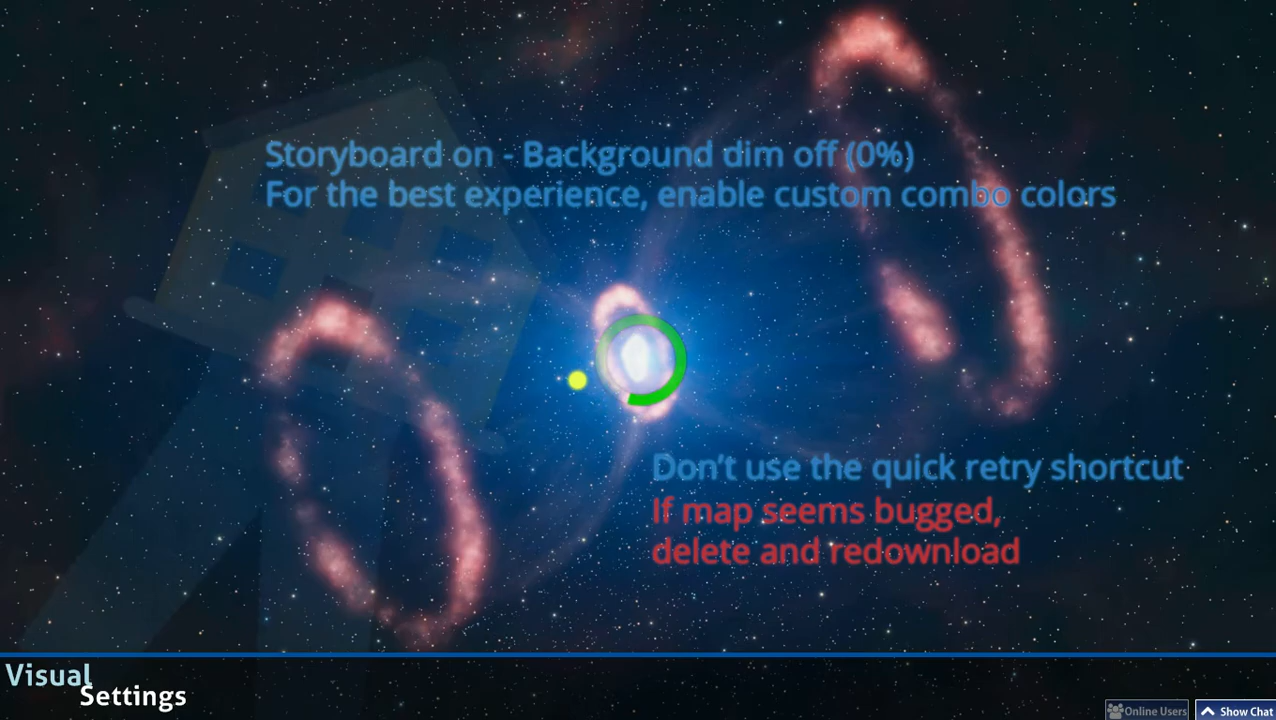 Storyboard on - Background dim off (0%)
For the best experience, enable custom combo colors
Don't use the quick retry shortcut
If map seems bugged,
delete and redownload
Visual
Settings
Online Users
Show Chat